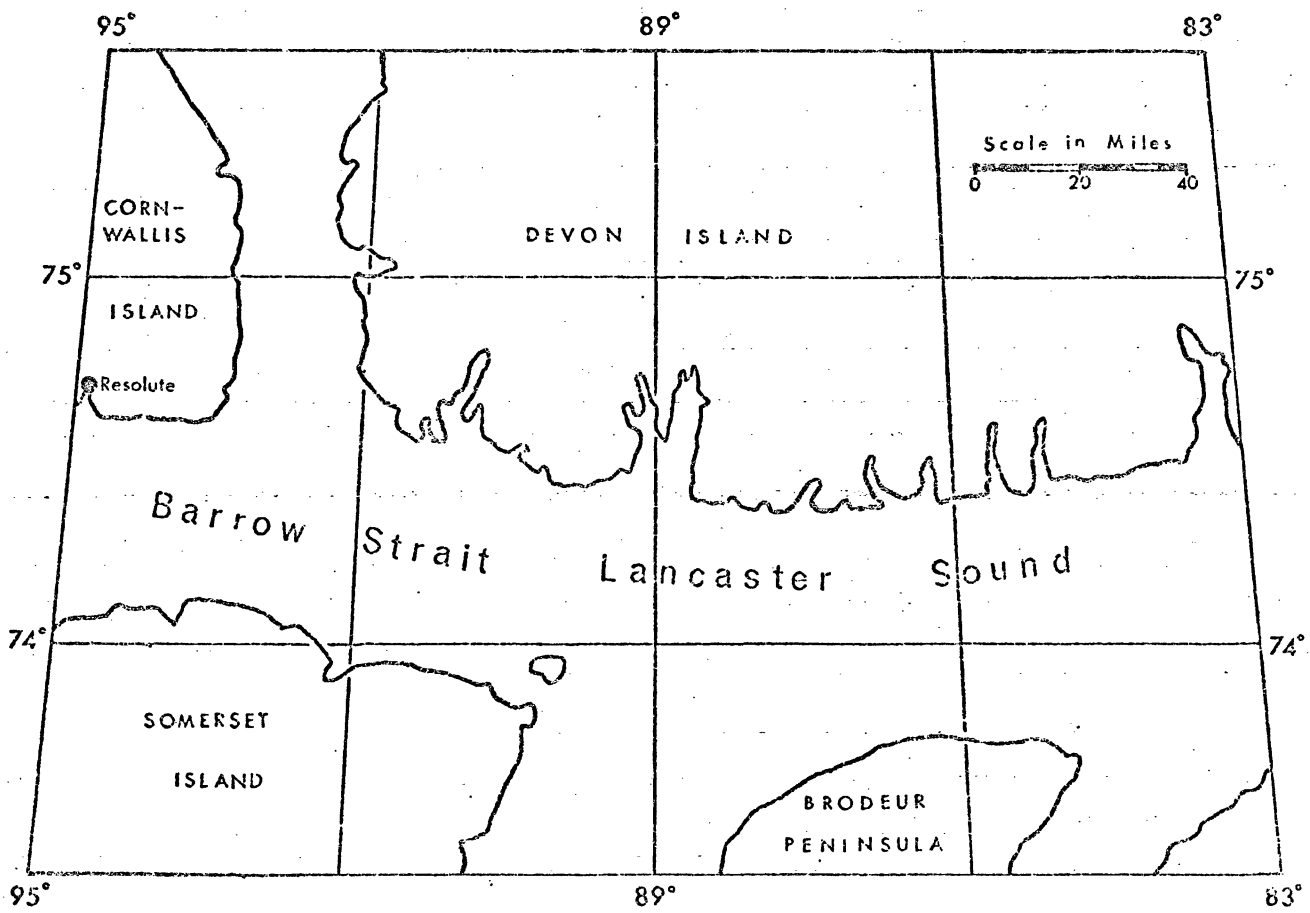 95°
89°
83°
Scale in Miles
0 20 40
CORN-
WALLIS
DEVON ISLAND
75°
75°
ISLAND
Resolute
Barrow Strait
Lancaster Sound
74°
74°
SOMERSET
ISLAND
BRODEUR
PENINSULA
95°
89°
83°